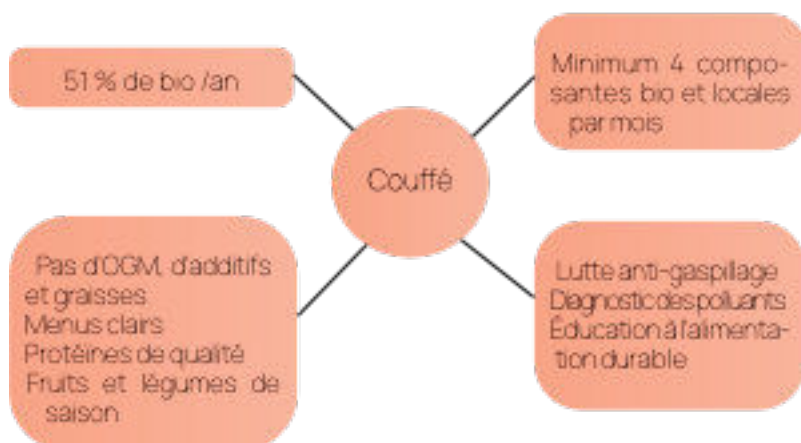 51 % de bio /an
Minimum 4 compo-
santes bio et locales
par mois
Couffé
Pas d'OGM, d'additifs
et graisses
Menus clairs
Protéines de qualité
Fruits et légumes de
saison
Lutte anti-gaspillage
Diagnostic des polluants
Éducation à l'alimenta-
tion durable